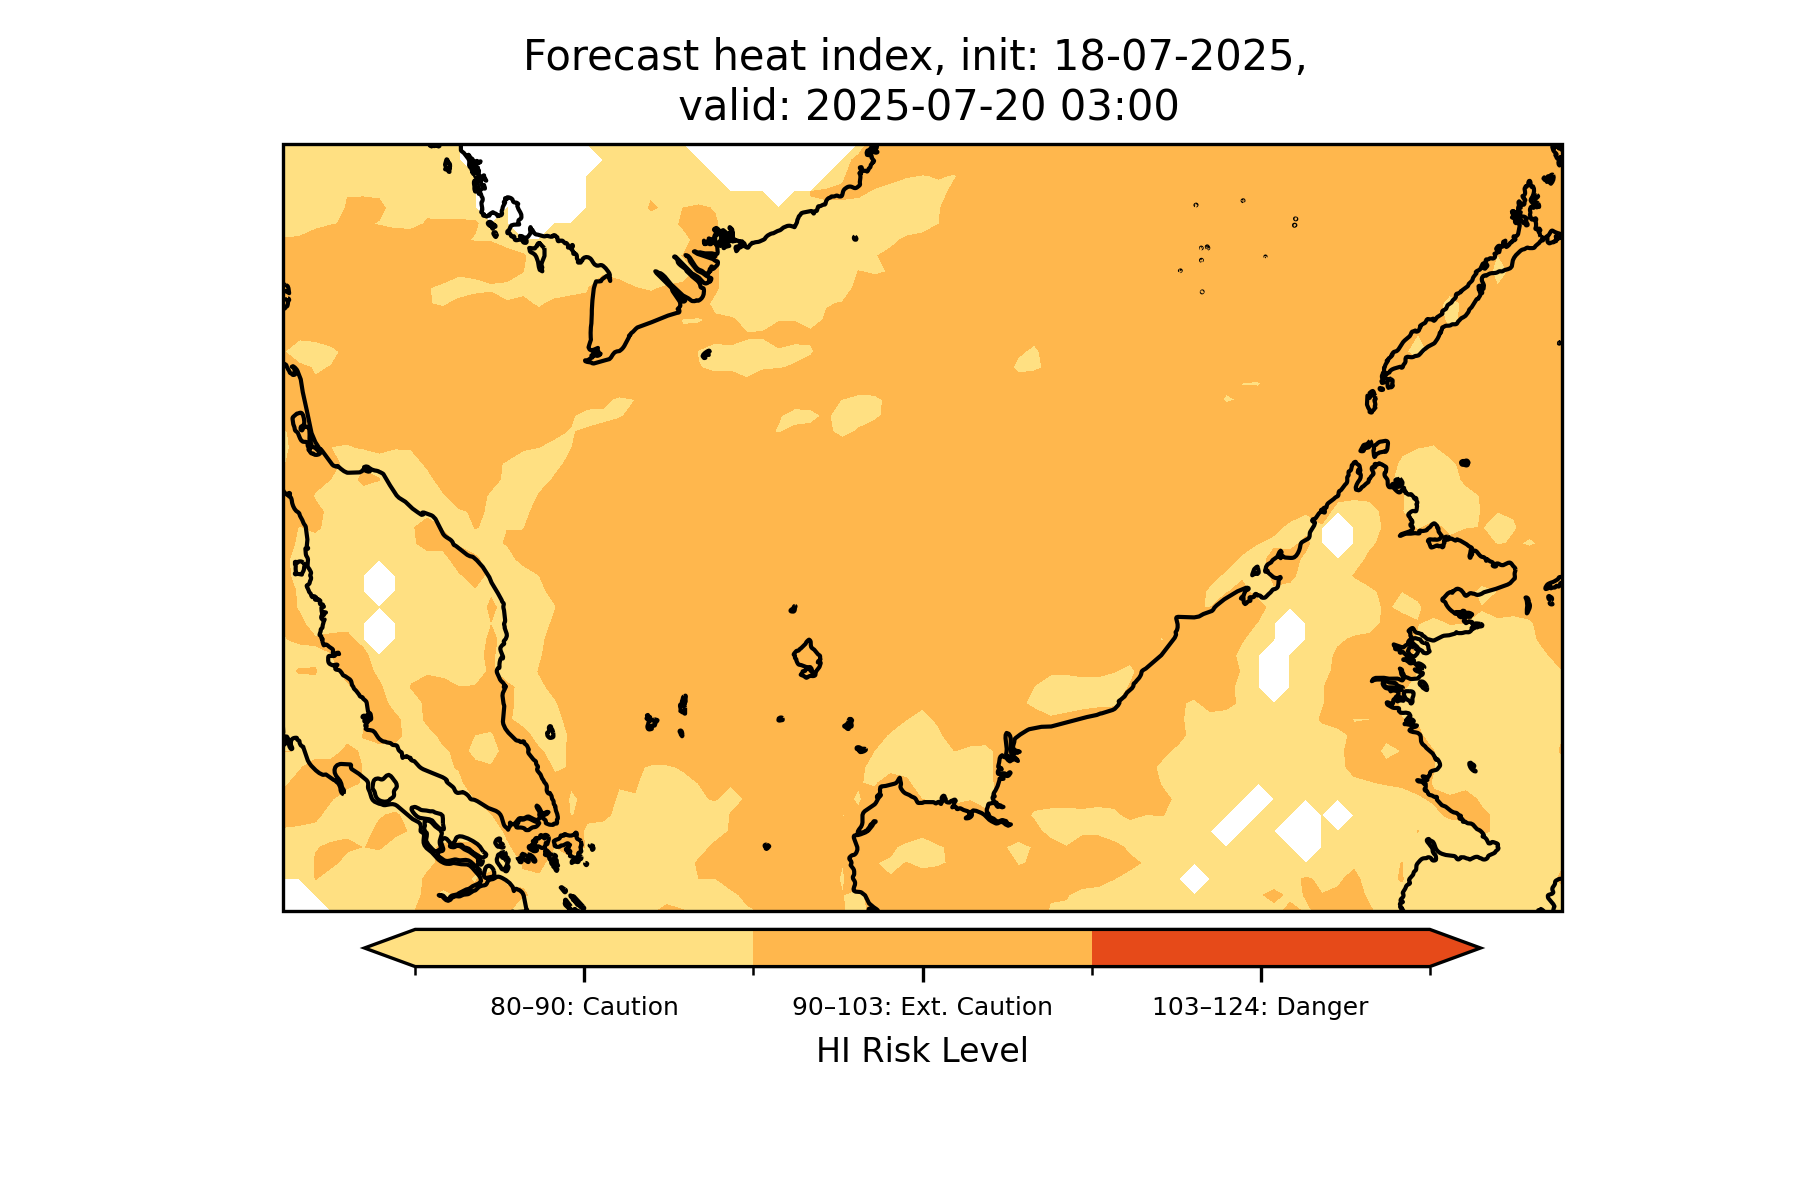 Forecast heat index, init: 18-07-2025,
valid: 2025-07-20 03:00
80–90: Caution
90–103: Ext. Caution
103–124: Danger
HI Risk Level